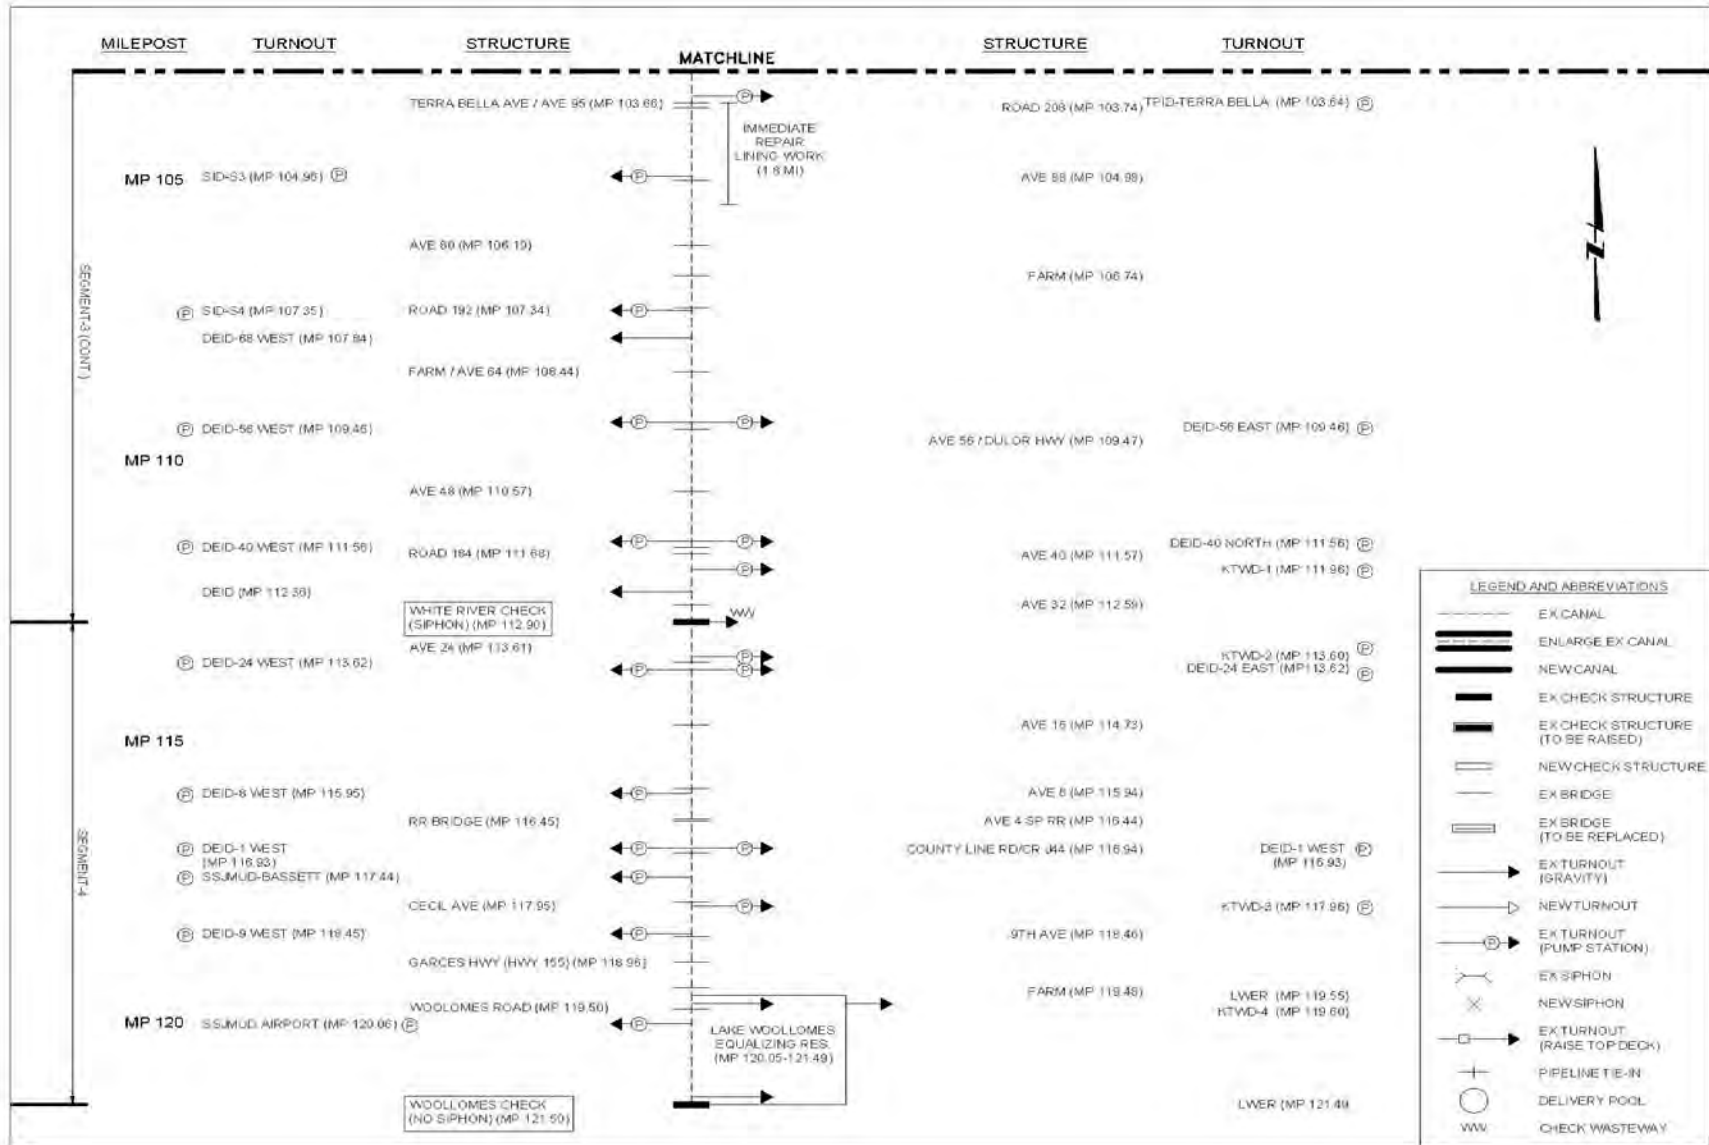 MILEPOST TURNOUT STRUCTURE MATCHLINE STRUCTURE TURNOUT
TERRA BELLA AVE / AVE 95 (MP 103.66)
ROAD 208 (MP 103.74)
TPID-TERRA BELLA (MP 103.64) P
P
IMMEDIATE
REPAIR
LINING WORK
(1.8 MI)
MP 105
SID-S3 (MP 104.96) P
P
AVE 88 (MP 104.98)
AVE 80 (MP 106.19)
FARM (MP 106.74)
SEGMENT-3 (CONT.)
P SID-S4 (MP 107.35)
ROAD 192 (MP 107.34)
P
DEID-68 WEST (MP 107.84)
FARM / AVE 64 (MP 108.44)
P DEID-56 WEST (MP 109.46)
P P
AVE 56 / DULOR HWY (MP 109.47)
DEID-56 EAST (MP 109.46) P
MP 110
AVE 48 (MP 110.57)
P DEID-40 WEST (MP 111.56)
ROAD 184 (MP 111.68)
P P
AVE 40 (MP 111.57)
DEID-40 NORTH (MP 111.56) P
P
KTWD-1 (MP 111.96) P
DEID (MP 112.36)
WHITE RIVER CHECK
(SIPHON) (MP 112.90)
WW
AVE 32 (MP 112.59)
AVE 24 (MP 113.61)
P DEID-24 WEST (MP 113.62)
P
P P
KTWD-2 (MP 113.60) P
DEID-24 EAST (MP113.62) P
AVE 16 (MP 114.73)
MP 115
P DEID-8 WEST (MP 115.95)
P
AVE 8 (MP 115.94)
RR BRIDGE (MP 116.45)
AVE 4 SP RR (MP 116.44)
SEGMENT-4
P DEID-1 WEST
(MP 116.93)
P P
COUNTY LINE RD/CR J44 (MP 116.94)
DEID-1 WEST P
(MP 116.93)
P SSJMUD-BASSETT (MP 117.44)
P
CECIL AVE (MP 117.95)
P
KTWD-3 (MP 117.96) P
P DEID-9 WEST (MP 118.45)
P
9TH AVE (MP 118.46)
GARCES HWY (HWY 155) (MP 118.96)
FARM (MP 119.48)
LWER (MP 119.55)
WOOLOMES ROAD (MP 119.50)
KTWD-4 (MP 119.60)
MP 120
SSJMUD AIRPORT (MP 120.06) P
P
LAKE WOOLLOMES
EQUALIZING RES.
(MP 120.05-121.49)
WOOLLOMES CHECK
(NO SIPHON) (MP 121.50)
LWER (MP 121.49
LEGEND AND ABBREVIATIONS
EX CANAL
ENLARGE EX CANAL
NEW CANAL
EX CHECK STRUCTURE
EX CHECK STRUCTURE
(TO BE RAISED)
NEW CHECK STRUCTURE
EX BRIDGE
EX BRIDGE
(TO BE REPLACED)
EX TURNOUT
(GRAVITY)
NEW TURNOUT
P EX TURNOUT
(PUMP STATION)
EX SIPHON
NEW SIPHON
EX TURNOUT
(RAISE TOP DECK)
PIPELINE TIE-IN
DELIVERY POOL
WW CHECK WASTEWAY